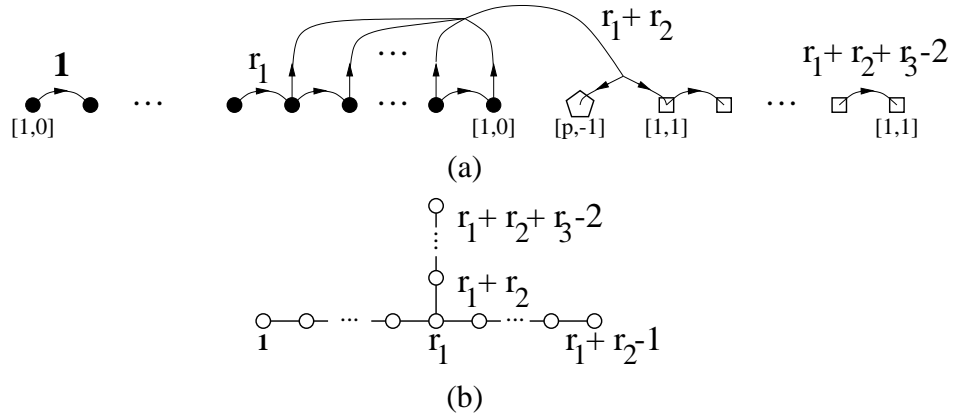 r₁+ r₂
1 ... r₁ ... r₁+ r₂+ r₃-2
... ...
[1,0] [1,0] [p,-1] [1,1] [1,1]
(a)
r₁+ r₂+ r₃-2
...
r₁+ r₂
... ...
1 r₁ r₁+ r₂-1
(b)